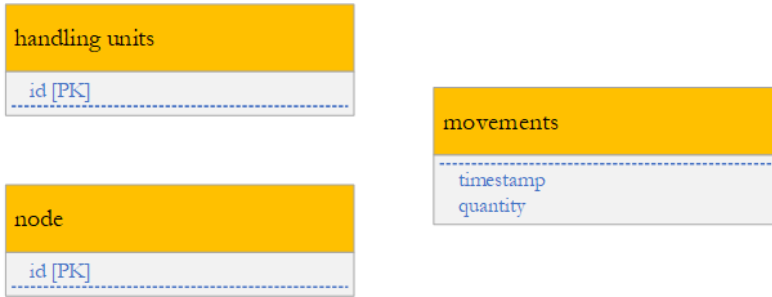 handling units
id [PK]
node
id [PK]
movements
timestamp
quantity